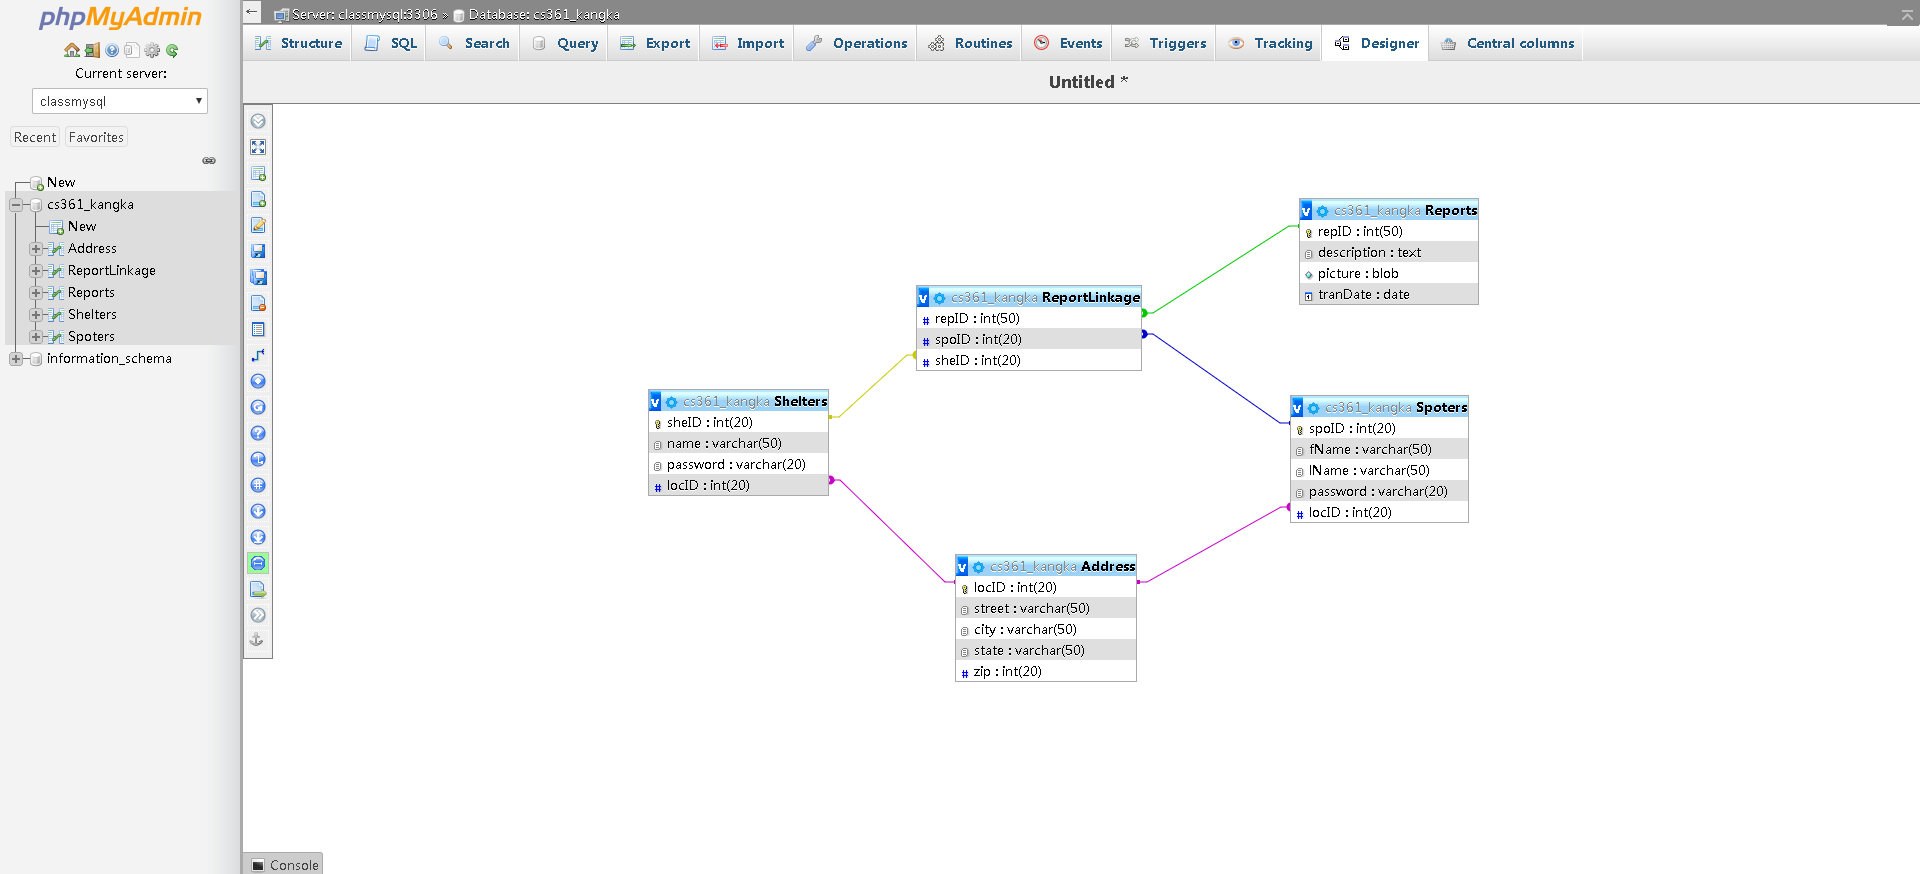 phpMyAdmin
Current server:
classmysql
Recent Favorites
New
cs361_kangka
New
Address
ReportLinkage
Reports
Shelters
Spoters
information_schema
Server: classmysql:3306 » Database: cs361_kangka
Structure SQL Search Query Export Import Operations Routines Events Triggers Tracking Designer Central columns
Untitled *
v cs361_kangka Reports
repID : int(50)
description : text
picture : blob
tranDate : date
v cs361_kangka ReportLinkage
# repID : int(50)
# spoID : int(20)
# sheID : int(20)
v cs361_kangka Shelters
sheID : int(20)
name : varchar(50)
password : varchar(20)
# locID : int(20)
v cs361_kangka Spoters
spoID : int(20)
fName : varchar(50)
lName : varchar(50)
password : varchar(20)
# locID : int(20)
v cs361_kangka Address
locID : int(20)
street : varchar(50)
city : varchar(50)
state : varchar(50)
# zip : int(20)
Console